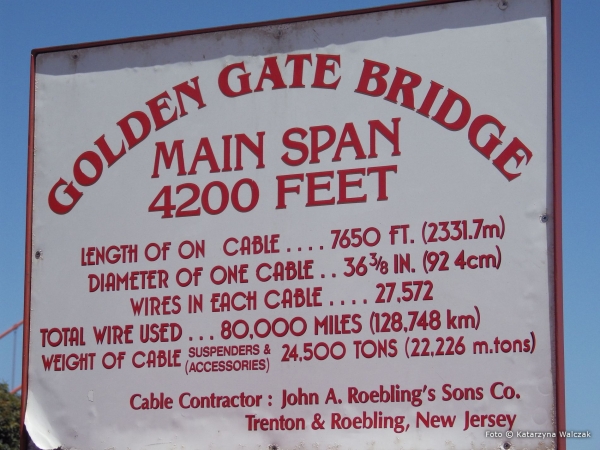 GOLDEN GATE BRIDGE
MAIN SPAN
4200 FEET
LENGTH OF ON CABLE .... 7650 FT. (2331.7m)
DIAMETER OF ONE CABLE .. 36 3/8 IN. (92 4cm)
WIRES IN EACH CABLE .... 27,572
TOTAL WIRE USED ... 80,000 MILES (128,748 km)
WEIGHT OF CABLE SUSPENDERS & (ACCESSORIES) 24,500 TONS (22,226 m.tons)
Cable Contractor : John A. Roebling's Sons Co.
Trenton & Roebling, New Jersey
Foto © Katarzyna Walczak